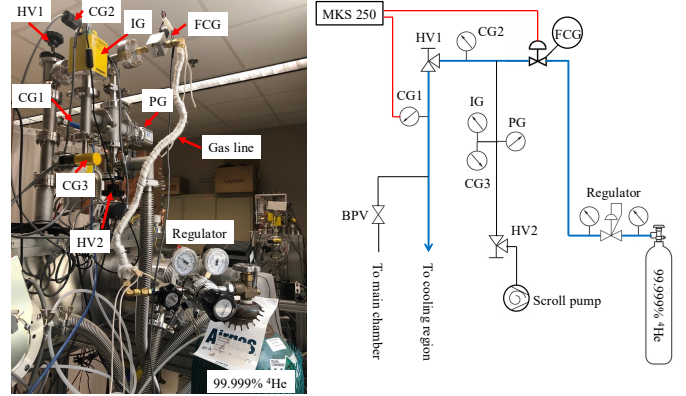 HV1
CG2
IG
FCG
CG1
PG
Gas line
CG3
HV2
Regulator
Airgas
99.999% ⁴He
MKS 250
HV1
CG2
FCG
CG1
IG
PG
CG3
Regulator
BPV
HV2
To main chamber
To cooling region
Scroll pump
99.999% ⁴He